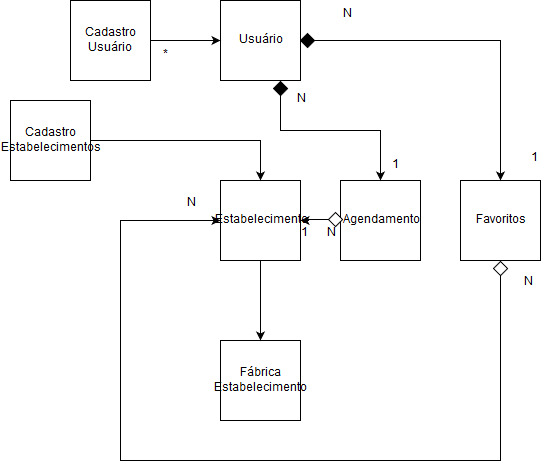 Cadastro
Usuário
*
Usuário
N
N
Cadastro
Estabelecimentos
1
1
N
Estabelecimento
1
N
Agendamento
Favoritos
N
Fábrica
Estabelecimento